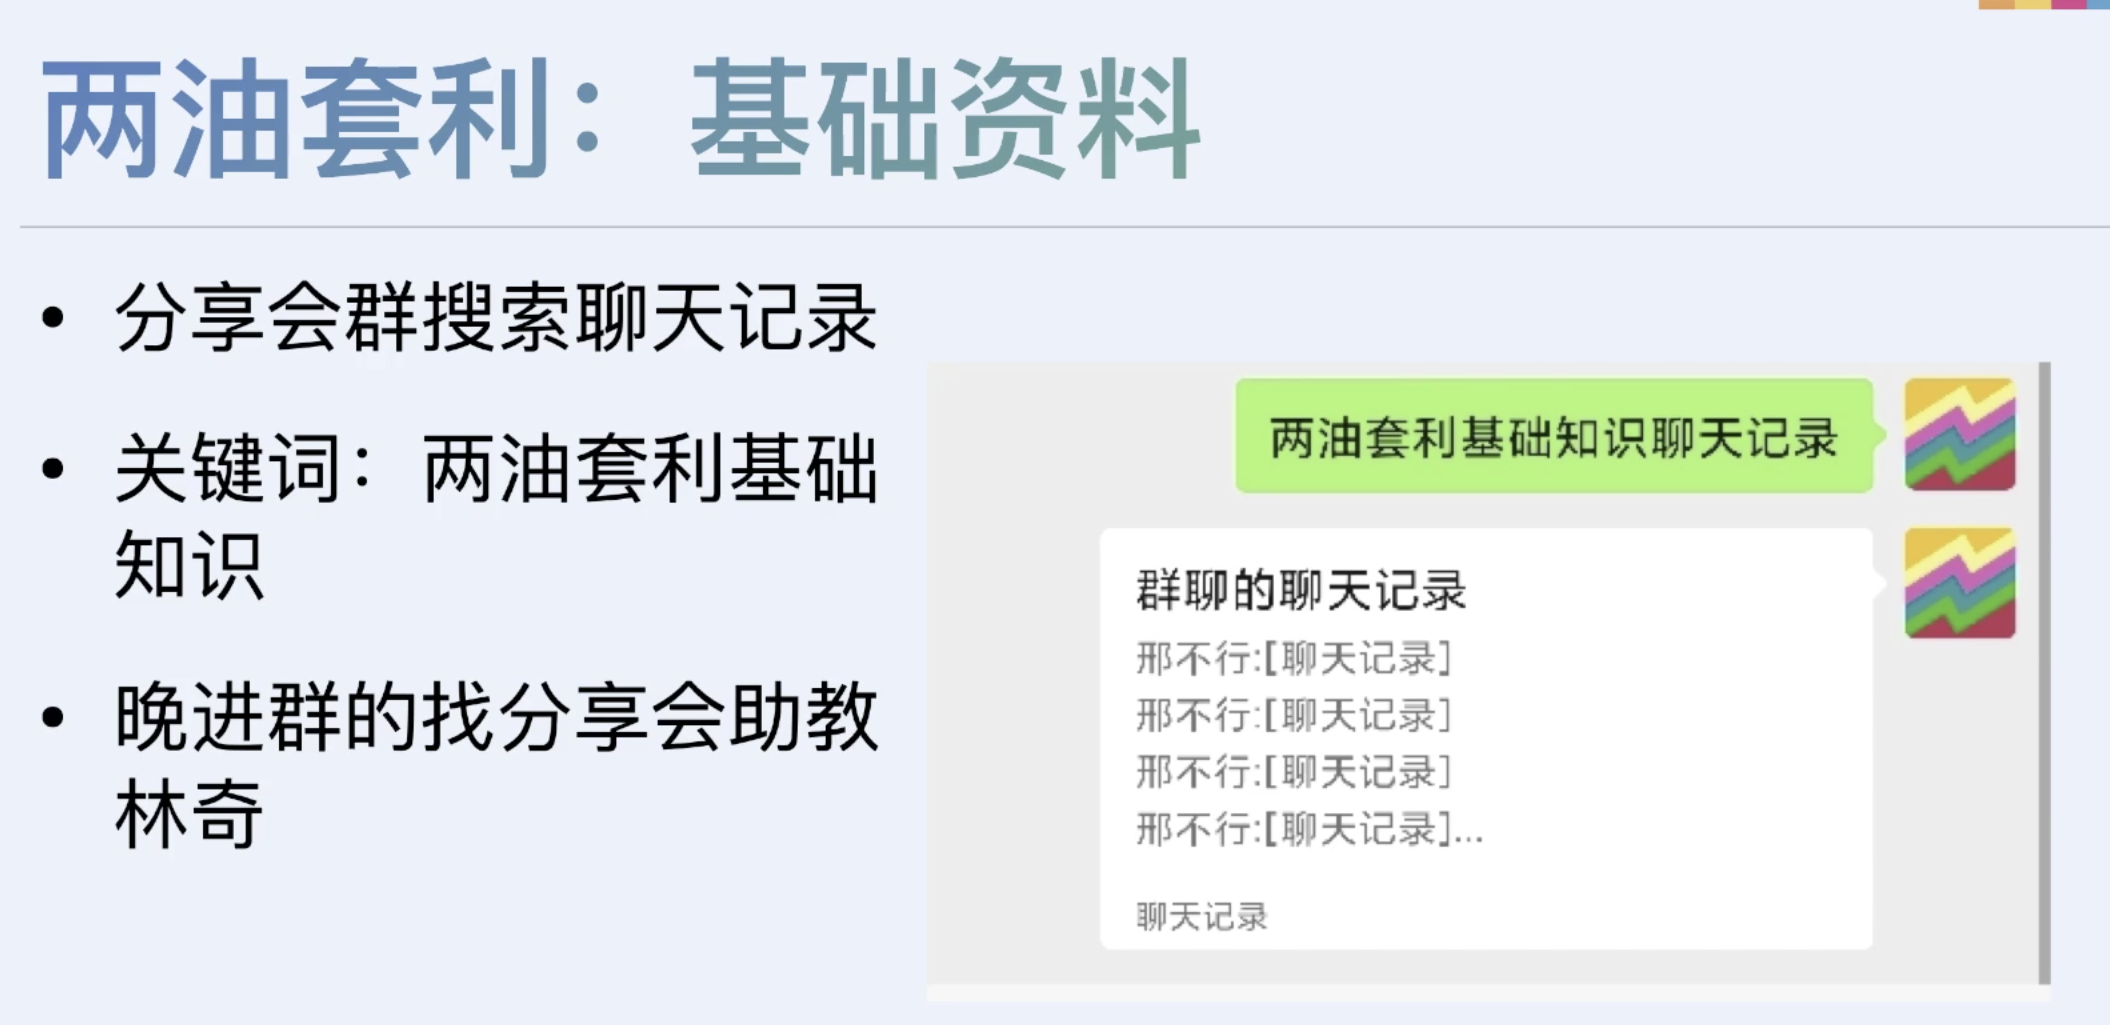 两油套利：基础资料
• 分享会群搜索聊天记录
• 关键词：两油套利基础
知识
• 晚进群的找分享会助教
林奇
两油套利基础知识聊天记录
群聊的聊天记录
邢不行:[聊天记录]
邢不行:[聊天记录]
邢不行:[聊天记录]
邢不行:[聊天记录]...
聊天记录